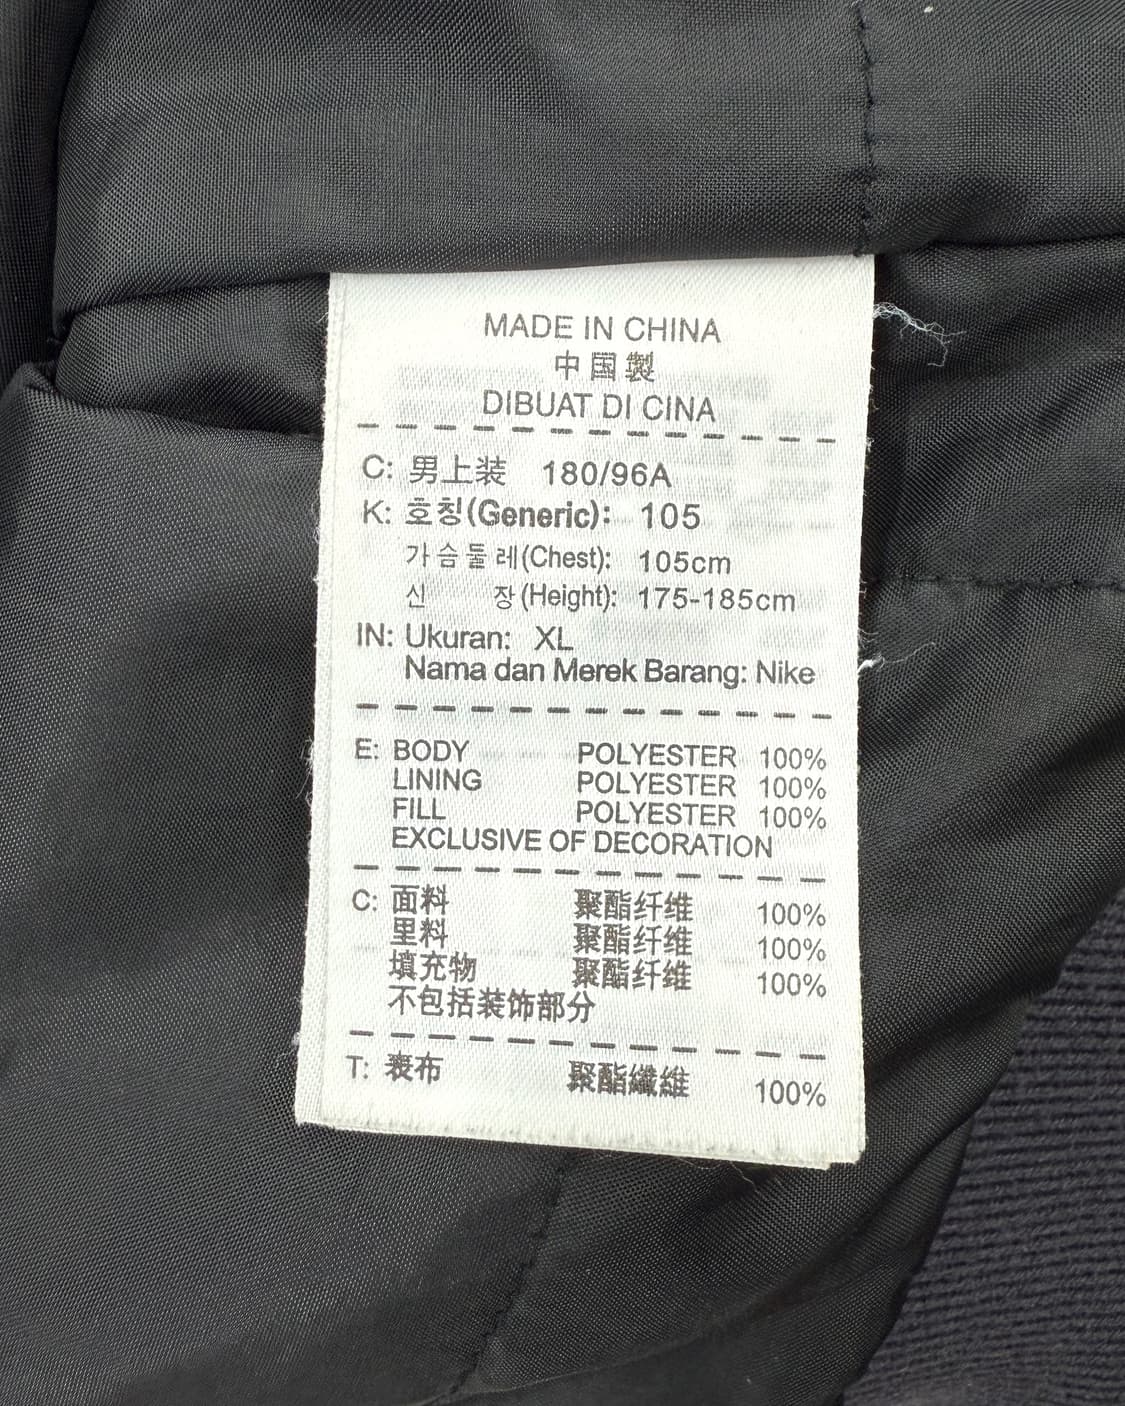 MADE IN CHINA
中国製
DIBUAT DI CINA
C: 男上装 180/96A
K: 호칭(Generic): 105
가슴둘레(Chest): 105cm
신 장(Height): 175-185cm
IN: Ukuran: XL
Nama dan Merek Barang: Nike
E: BODY POLYESTER 100%
LINING POLYESTER 100%
FILL POLYESTER 100%
EXCLUSIVE OF DECORATION
C: 面料 聚酯纤维 100%
里料 聚酯纤维 100%
填充物 聚酯纤维 100%
不包括装饰部分
T: 表布 聚酯纖維 100%